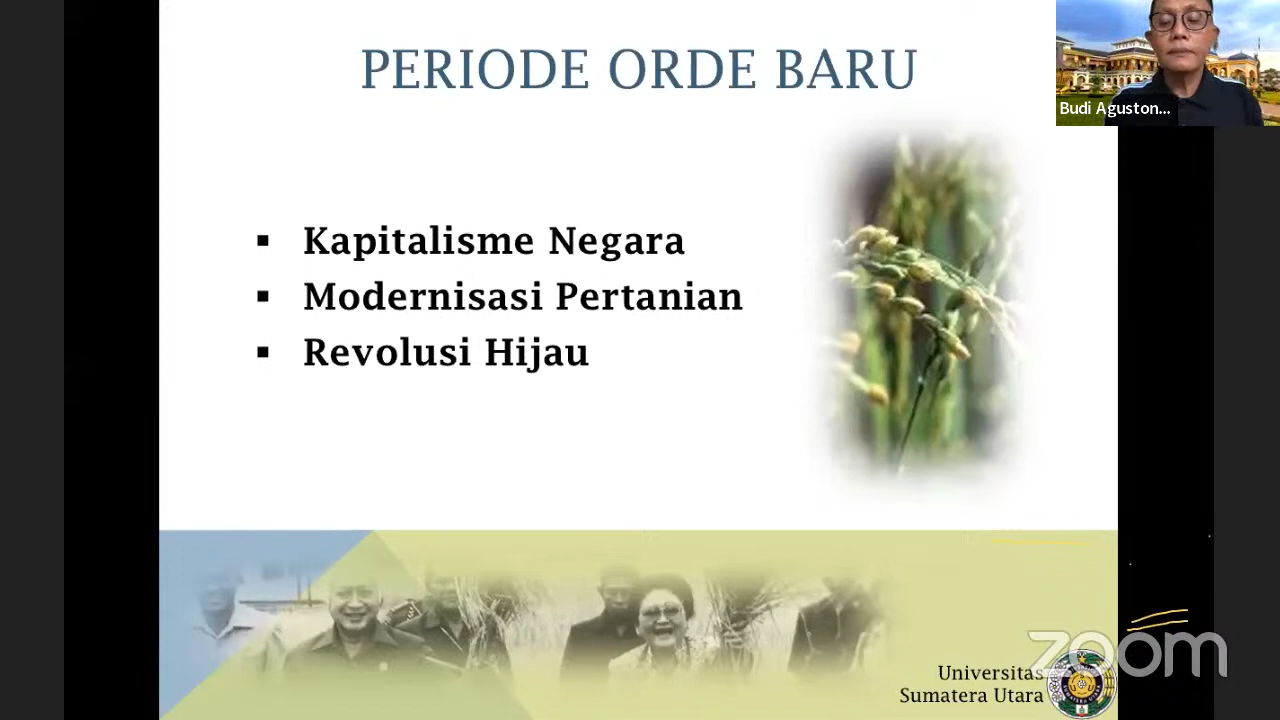 PERIODE ORDE BARU
Budi Aguston...
Kapitalisme Negara
Modernisasi Pertanian
Revolusi Hijau
Universitas
Sumatera Utara
zoom